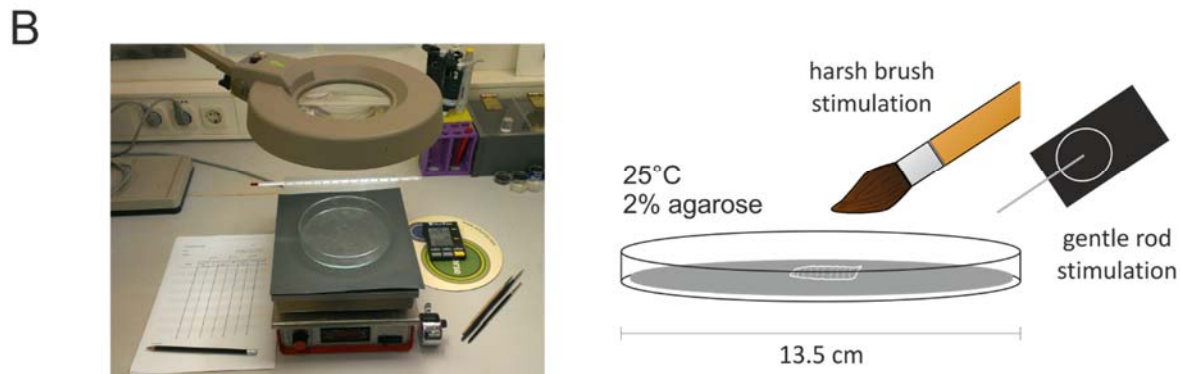 B
harsh brush
stimulation
25°C
2% agarose
gentle rod
stimulation
13.5 cm